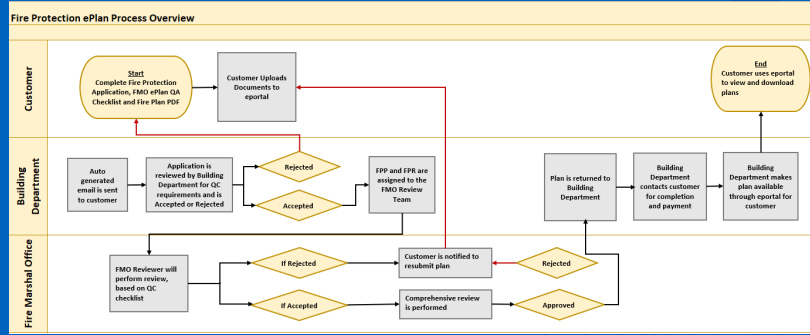 Fire Protection ePlan Process Overview
Customer
Start
Complete Fire Protection
Application, FMO ePlan QA
Checklist and Fire Plan PDF
Customer Uploads
Documents to
eportal
End
Customer uses eportal
to view and download
plans
Building
Department
Auto
generated
email is sent
to customer
Application is
reviewed by Building
Department for QC
requirements and is
Accepted or Rejected
Rejected
Accepted
FPP and FPR are
assigned to the
FMO Review
Team
Plan is returned to
Building
Department
Building
Department
contacts customer
for completion
and payment
Building
Department makes
plan available
through eportal for
customer
Fire Marshal Office
FMO Reviewer will
perform review,
based on QC
checklist
If Rejected
If Accepted
Customer is notified to
resubmit plan
Comprehensive review
is performed
Rejected
Approved